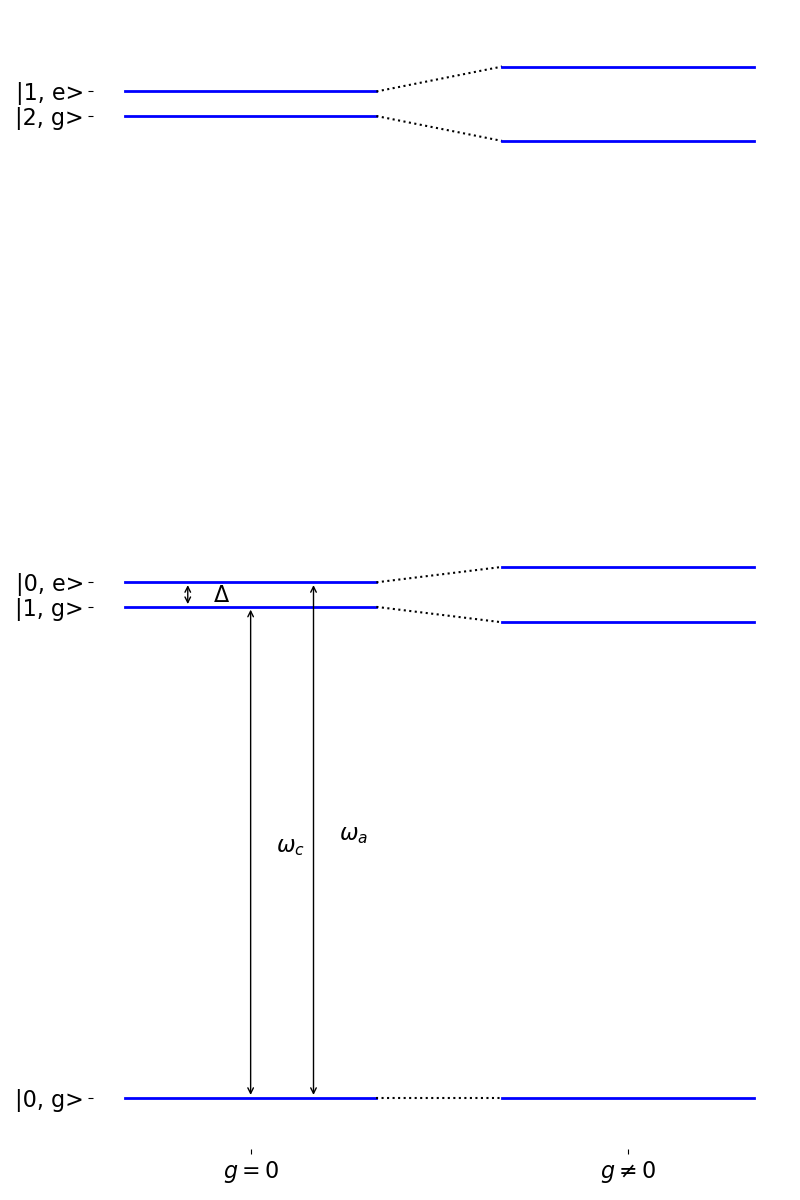 |1, e>
|2, g>
|0, e>
Δ
|1, g>
ω_a
ω_c
|0, g>
g = 0
g ≠ 0